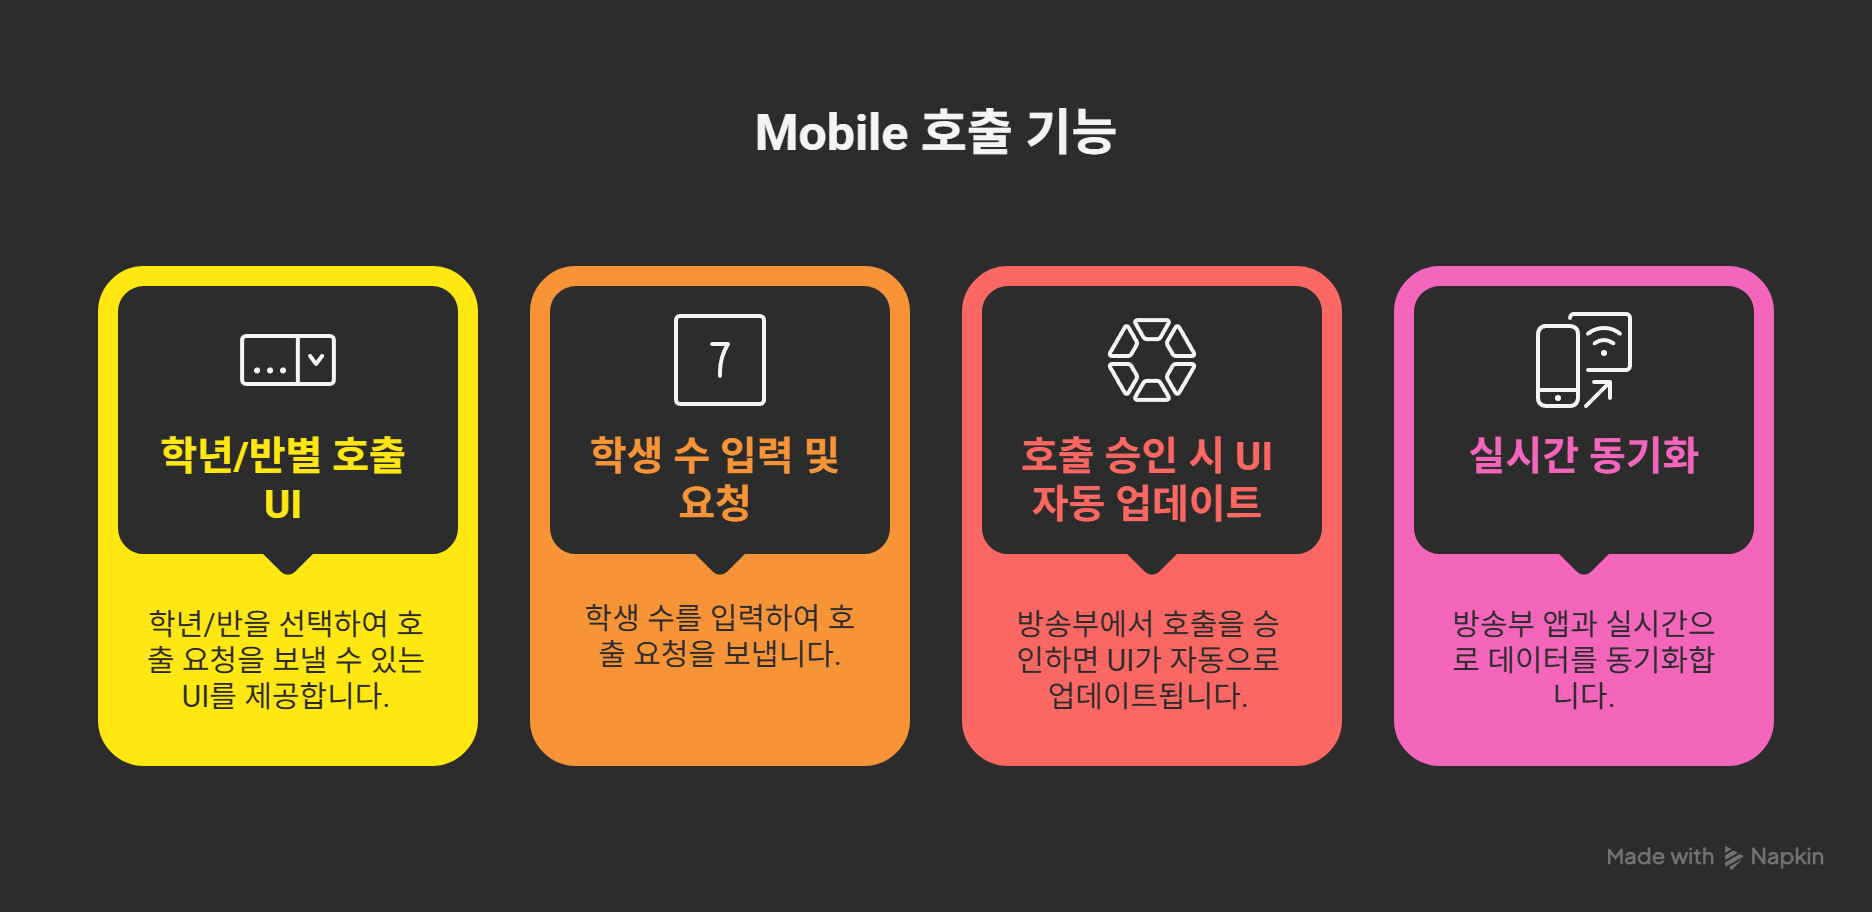 Mobile 호출 기능
7
학년/반별 호출
UI
학년/반을 선택하여 호
출 요청을 보낼 수 있는
UI를 제공합니다.
학생 수 입력 및
요청
학생 수를 입력하여 호
출 요청을 보냅니다.
호출 승인 시 UI
자동 업데이트
방송부에서 호출을 승
인하면 UI가 자동으로
업데이트됩니다.
실시간 동기화
방송부 앱과 실시간으
로 데이터를 동기화합
니다.
Made with Napkin